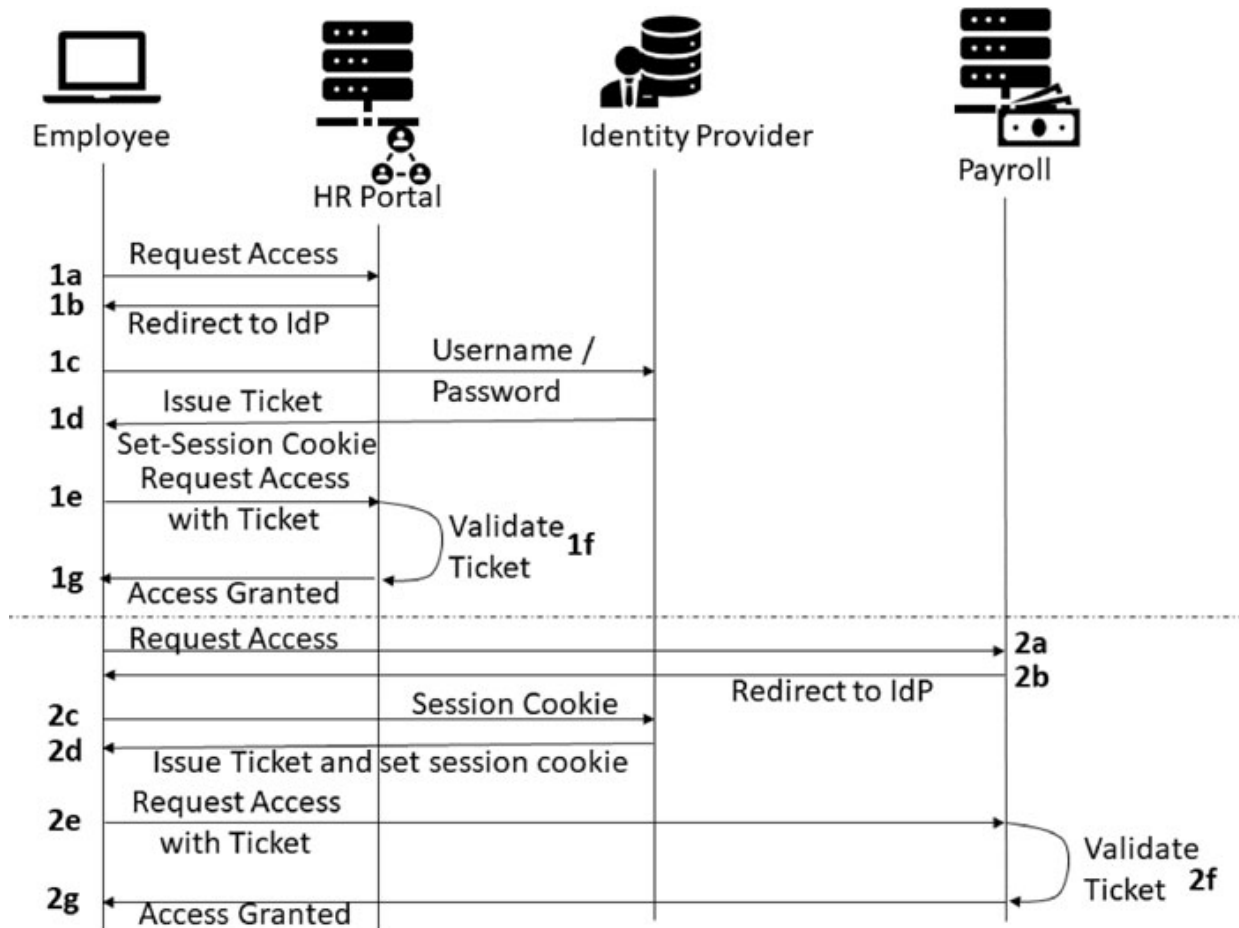 Employee
HR Portal
Identity Provider
Payroll
Request Access
1a
1b
Redirect to IdP
1c
Username /
Password
Issue Ticket
1d
Set-Session Cookie
Request Access
1e
with Ticket
Validate
1f
Ticket
1g
Access Granted
Request Access
2a
2b
Redirect to IdP
2c
Session Cookie
2d
Issue Ticket and set session cookie
Request Access
2e
with Ticket
Validate
Ticket
2f
2g
Access Granted